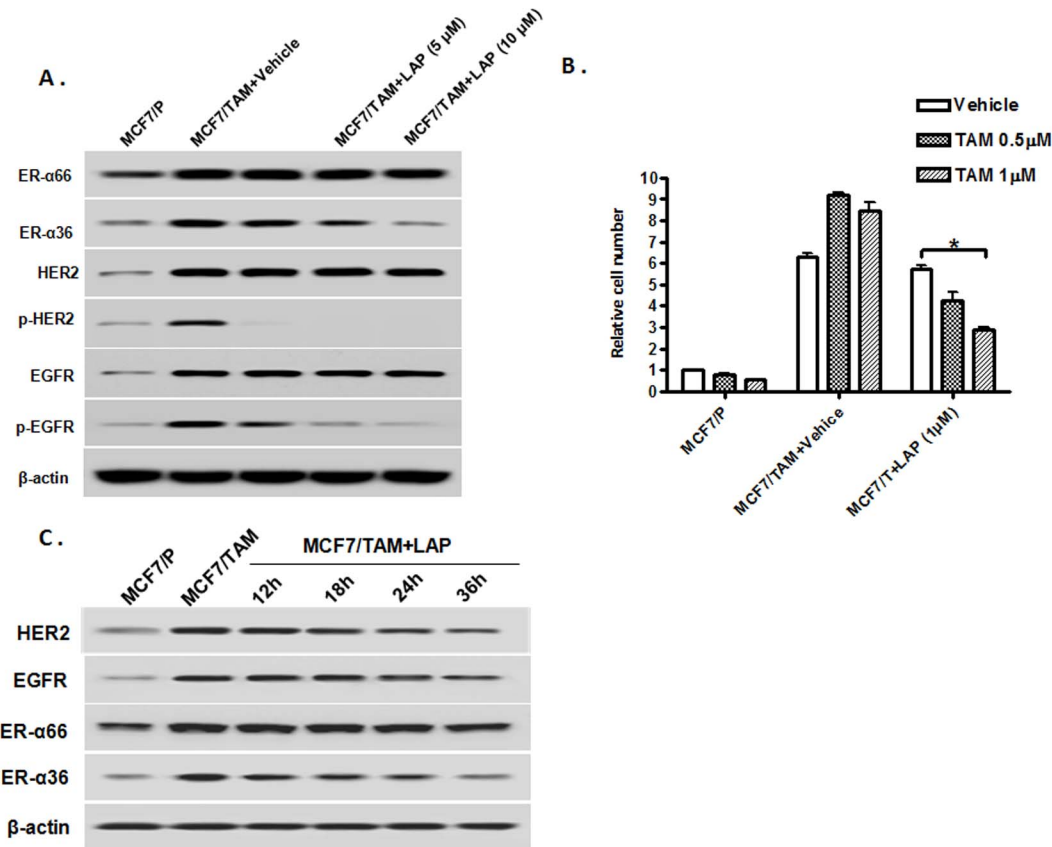 A .
MCF7/P
MCF7/TAM+Vehicle
MCF7/TAM+LAP (5 μM)
MCF7/TAM+LAP (10 μM)
ER-α66
ER-α36
HER2
p-HER2
EGFR
p-EGFR
β-actin
B .
Vehicle
TAM 0.5μM
TAM 1μM
Relative cell number
10
9
8
7
6
5
4
3
2
1
0
*
MCF7/P
MCF7/TAM+Vehice
MCF7/T+LAP (1μM)
C .
MCF7/P
MCF7/TAM
MCF7/TAM+LAP
12h
18h
24h
36h
HER2
EGFR
ER-α66
ER-α36
β-actin